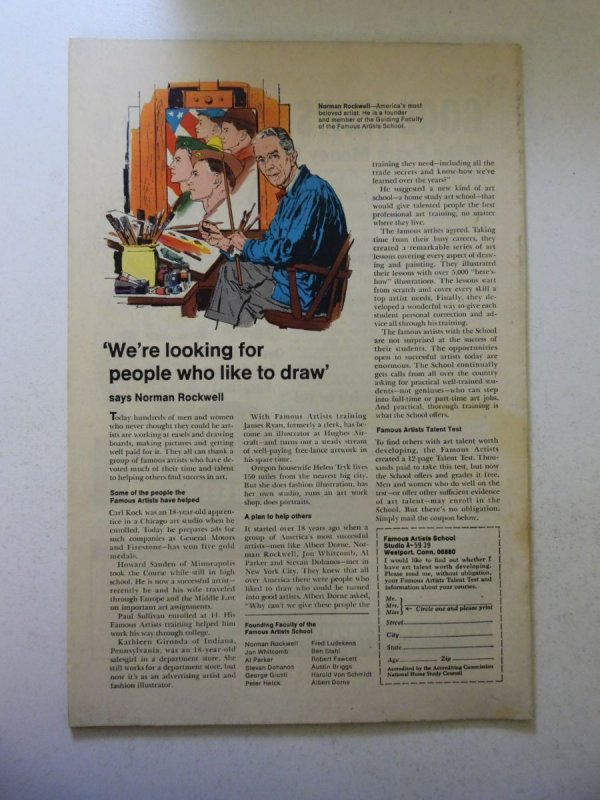 Norman Rockwell—America's most
beloved artist. He is a founder
and member of the Guiding Faculty
of the Famous Artists School.
'We're looking for
people who like to draw'
says Norman Rockwell
Today hundreds of men and women
who never thought they could be art-
ists are working at easels and drawing
boards, making pictures and getting
well paid for it. They all can thank a
group of famous artists who have de-
voted much of their time and talent
to helping others find success in art.
Some of the people the
Famous Artists have helped
Carl Kock was an 18-year-old appren-
tice in a Chicago art studio when he
enrolled. Today he prepares ads for
such companies as General Motors
and Firestone—has won five gold
medals.
Howard Sanden of Minneapolis
took the Course while still in high
school. He is now a successful artist—
recently he and his wife traveled
through Europe and the Middle East
on important art assignments.
Paul Sullivan enrolled at 14. His
Famous Artists training helped him
work his way through college.
Kathleen Gironda of Indiana,
Pennsylvania, was an 18-year-old
salesgirl in a department store. She
still works for a department store, but
now it's as an advertising artist and
fashion illustrator.
With Famous Artists training
James Ryan, formerly a clerk, has be-
come an illustrator at Hughes Air-
craft—and turns out a steady stream
of well-paying free-lance artwork in
his spare time.
Oregon housewife Helen Tryk lives
150 miles from the nearest big city.
But she does fashion illustration, has
her own studio, runs an art work
shop, does portraits.
A plan to help others
It started over 18 years ago when a
group of America's most successful
artists—men like Albert Dorne, Nor-
man Rockwell, Jon Whitcomb, Al
Parker and Stevan Dohanos—met in
New York City. They knew that all
over America there were people who
liked to draw who could be turned
into good artists. Albert Dorne asked,
"Why can't we give these people the
Founding Faculty of the
Famous Artists School
Norman Rockwell
Jon Whitcomb
Al Parker
Stevan Dohanos
George Giusti
Peter Helck
Fred Ludekens
Ben Stahl
Robert Fawcett
Austin Briggs
Harold Von Schmidt
Albert Dorne
training they need—including all the
trade secrets and know-how we've
learned over the years?"
He suggested a new kind of art
school—a home study art school—that
would give talented people the best
professional art training, no matter
where they live.
The famous artists agreed. Taking
time from their busy careers, they
created a remarkable series of art
lessons covering every aspect of draw-
ing and painting. They illustrated
their lessons with over 5,000 "here's-
how" illustrations. The lessons start
from scratch and cover every skill a
top artist needs. Finally, they de-
veloped a wonderful way to give each
student personal correction and ad-
vice all through his training.
The famous artists with the School
are not surprised at the success of
their students. The opportunities
open to successful artists today are
enormous. The School continually
gets calls from all over the country
asking for practical well-trained stu-
dents—not geniuses—who can step
into full-time or part-time art jobs.
And practical, thorough training is
what the School offers.
Famous Artists Talent Test
To find others with art talent worth
developing, the Famous Artists
created a 12-page Talent Test. Thou-
sands paid to take this test, but now
the School offers and grades it free.
Men and women who do well on the
test—or offer other sufficient evidence
of art talent—may enroll in the
School. But there's no obligation.
Simply mail the coupon below.
Famous Artists School
Studio A-5939
Westport, Conn. 06880
I would like to find out whether I
have art talent worth developing.
Please send me, without obligation,
your Famous Artists Talent Test and
information about your courses.
Mr.
Mrs. ← Circle one and please print
Miss
Street
City
State
Age Zip
Accredited by the Accrediting Commission
National Home Study Council